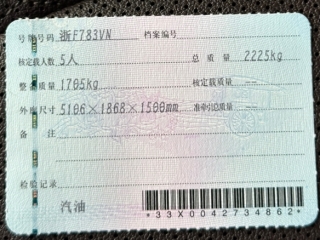 号牌号码 浙F783VN 档案编号
核定载人数 5人 总质量 2225kg
整备质量 1705kg 核定载质量 --
外廓尺寸 5106×1868×1500mm 准牵引总质量 --
备注
检验记录
汽油
*33X0042734862*